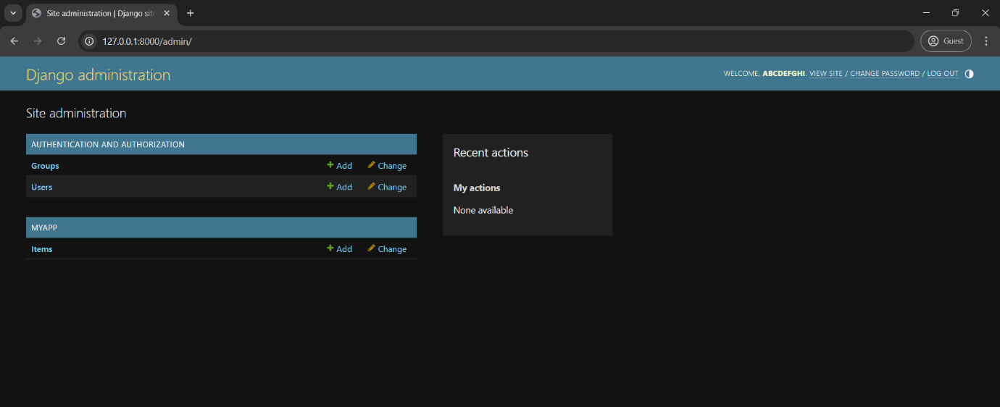 Site administration | Django site
127.0.0.1:8000/admin/
Guest
Django administration
WELCOME, ABCDEFGHI. VIEW SITE / CHANGE PASSWORD / LOG OUT
Site administration
AUTHENTICATION AND AUTHORIZATION
Groups Add Change
Users Add Change
MYAPP
Items Add Change
Recent actions
My actions
None available